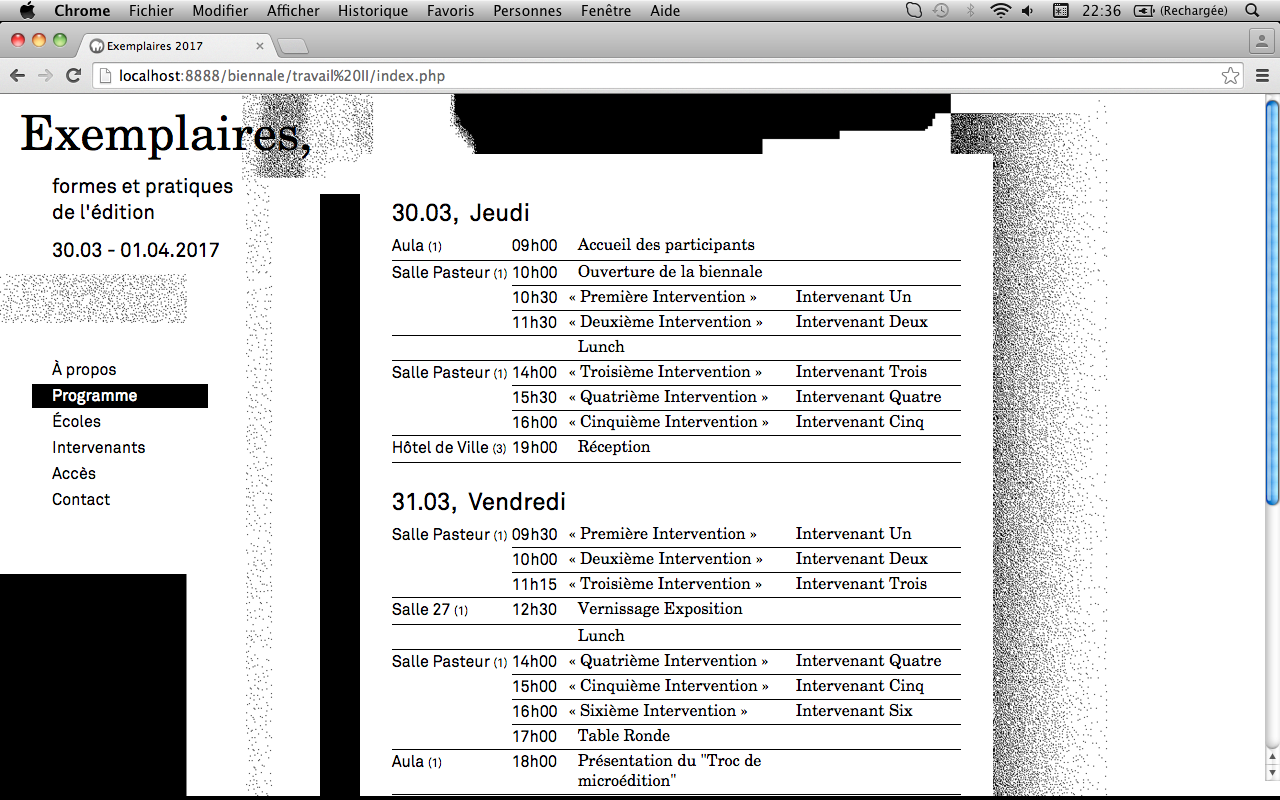 Chrome Fichier Modifier Afficher Historique Favoris Personnes Fenêtre Aide 22:36 (Rechargée)
Exemplaires 2017
localhost:8888/biennale/travail%20II/index.php
Exemplaires,
formes et pratiques
de l'édition
30.03 - 01.04.2017
À propos
Programme
Écoles
Intervenants
Accès
Contact
30.03, Jeudi
Aula (1) 09h00 Accueil des participants
Salle Pasteur (1) 10h00 Ouverture de la biennale
10h30 « Première Intervention » Intervenant Un
11h30 « Deuxième Intervention » Intervenant Deux
Lunch
Salle Pasteur (1) 14h00 « Troisième Intervention » Intervenant Trois
15h30 « Quatrième Intervention » Intervenant Quatre
16h00 « Cinquième Intervention » Intervenant Cinq
Hôtel de Ville (3) 19h00 Réception
31.03, Vendredi
Salle Pasteur (1) 09h30 « Première Intervention » Intervenant Un
10h00 « Deuxième Intervention » Intervenant Deux
11h15 « Troisième Intervention » Intervenant Trois
Salle 27 (1) 12h30 Vernissage Exposition
Lunch
Salle Pasteur (1) 14h00 « Quatrième Intervention » Intervenant Quatre
15h00 « Cinquième Intervention » Intervenant Cinq
16h00 « Sixième Intervention » Intervenant Six
17h00 Table Ronde
Aula (1) 18h00 Présentation du "Troc de
microédition"